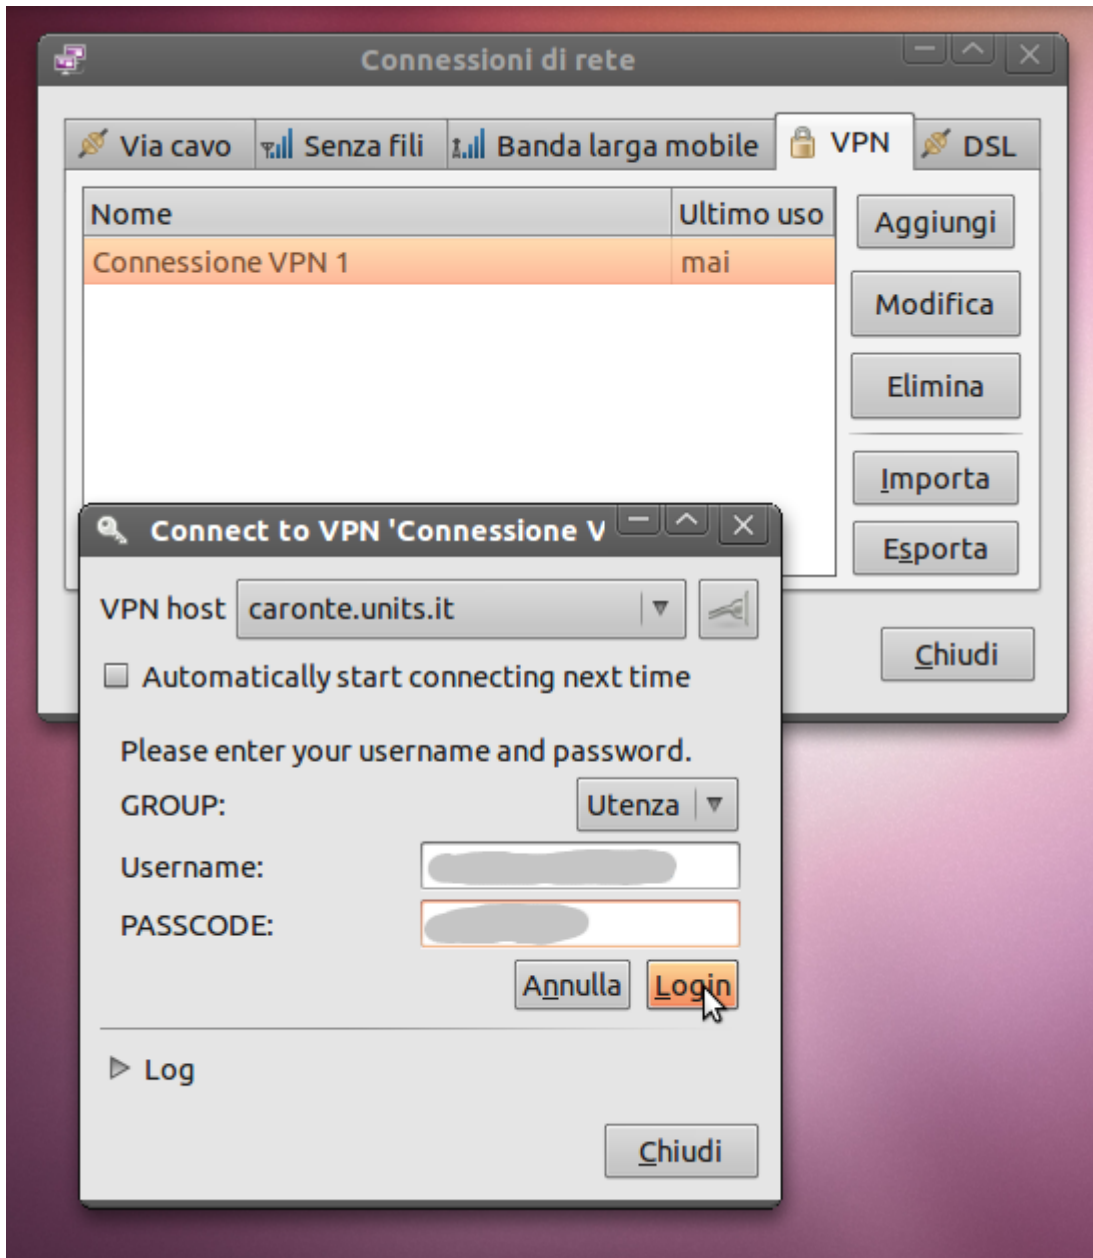 Connessioni di rete
Via cavo Senza fili Banda larga mobile VPN DSL
Nome Ultimo uso
Connessione VPN 1 mai
Aggiungi
Modifica
Elimina
Importa
Esporta
Chiudi
Connect to VPN 'Connessione V
VPN host caronte.units.it
Automatically start connecting next time
Please enter your username and password.
GROUP: Utenza
Username:
PASSCODE:
Annulla Login
Log
Chiudi